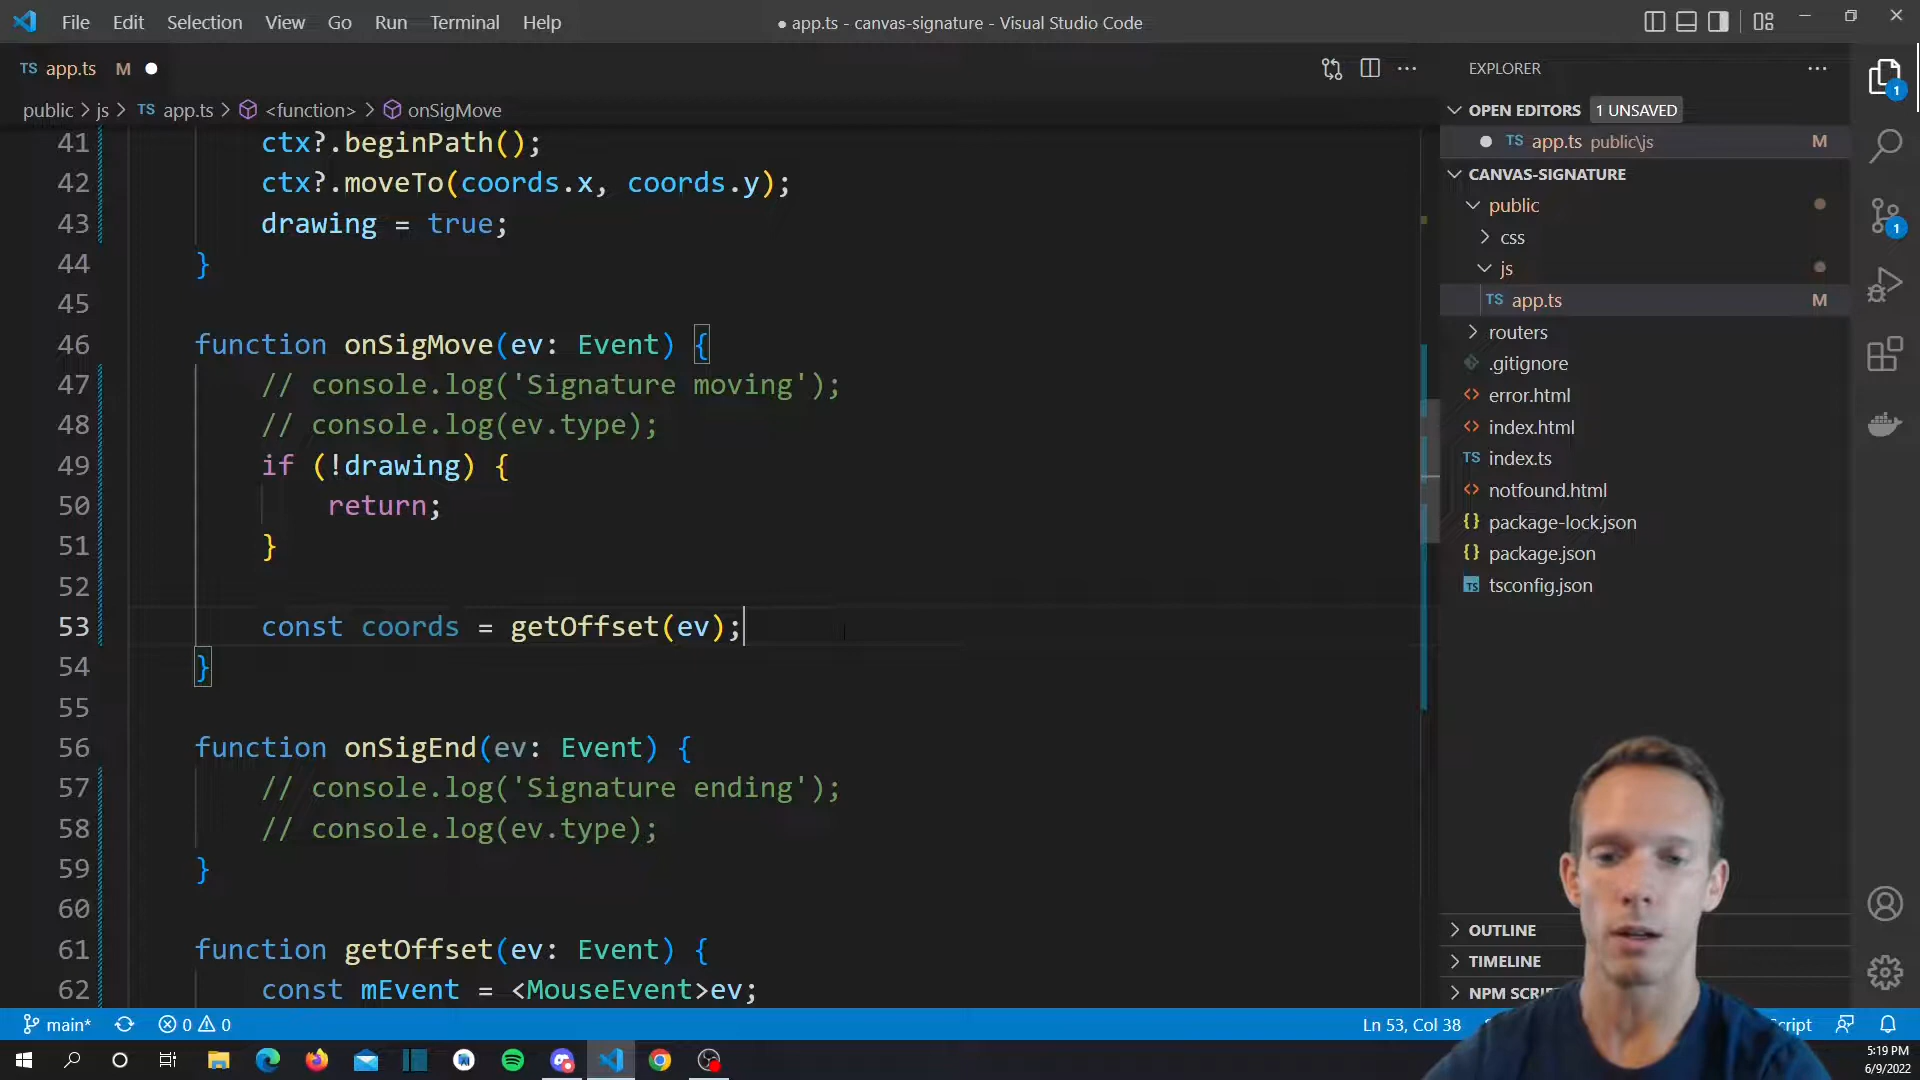 File Edit Selection View Go Run Terminal Help
● app.ts - canvas-signature - Visual Studio Code
TS app.ts M
public > js > TS app.ts > <function> > onSigMove
41 ctx?.beginPath();
42 ctx?.moveTo(coords.x, coords.y);
43 drawing = true;
44 }
45
46 function onSigMove(ev: Event) {
47 // console.log('Signature moving');
48 // console.log(ev.type);
49 if (!drawing) {
50 return;
51 }
52
53 const coords = getOffset(ev);
54 }
55
56 function onSigEnd(ev: Event) {
57 // console.log('Signature ending');
58 // console.log(ev.type);
59 }
60
61 function getOffset(ev: Event) {
62 const mEvent = <MouseEvent>ev;
EXPLORER
OPEN EDITORS 1 UNSAVED
TS app.ts public\js M
CANVAS-SIGNATURE
public
css
js
TS app.ts M
routers
.gitignore
<> error.html
<> index.html
TS index.ts
<> notfound.html
{} package-lock.json
{} package.json
TS tsconfig.json
OUTLINE
TIMELINE
NPM
1
1
main* 0 0
Ln 53, Col 38
5:19 PM
6/9/2022